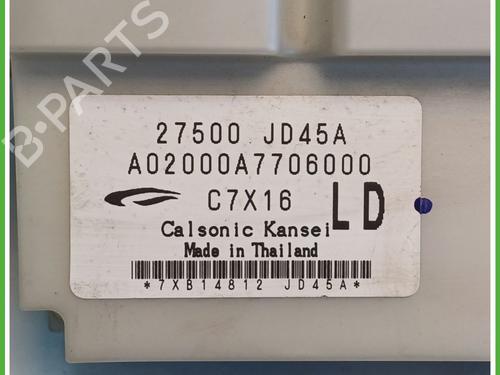 B-PARTS
27500 JD45A
A02000A7706000
C7X16
LD
Calsonic Kansei
Made in Thailand
*7XB14812 JD45A*